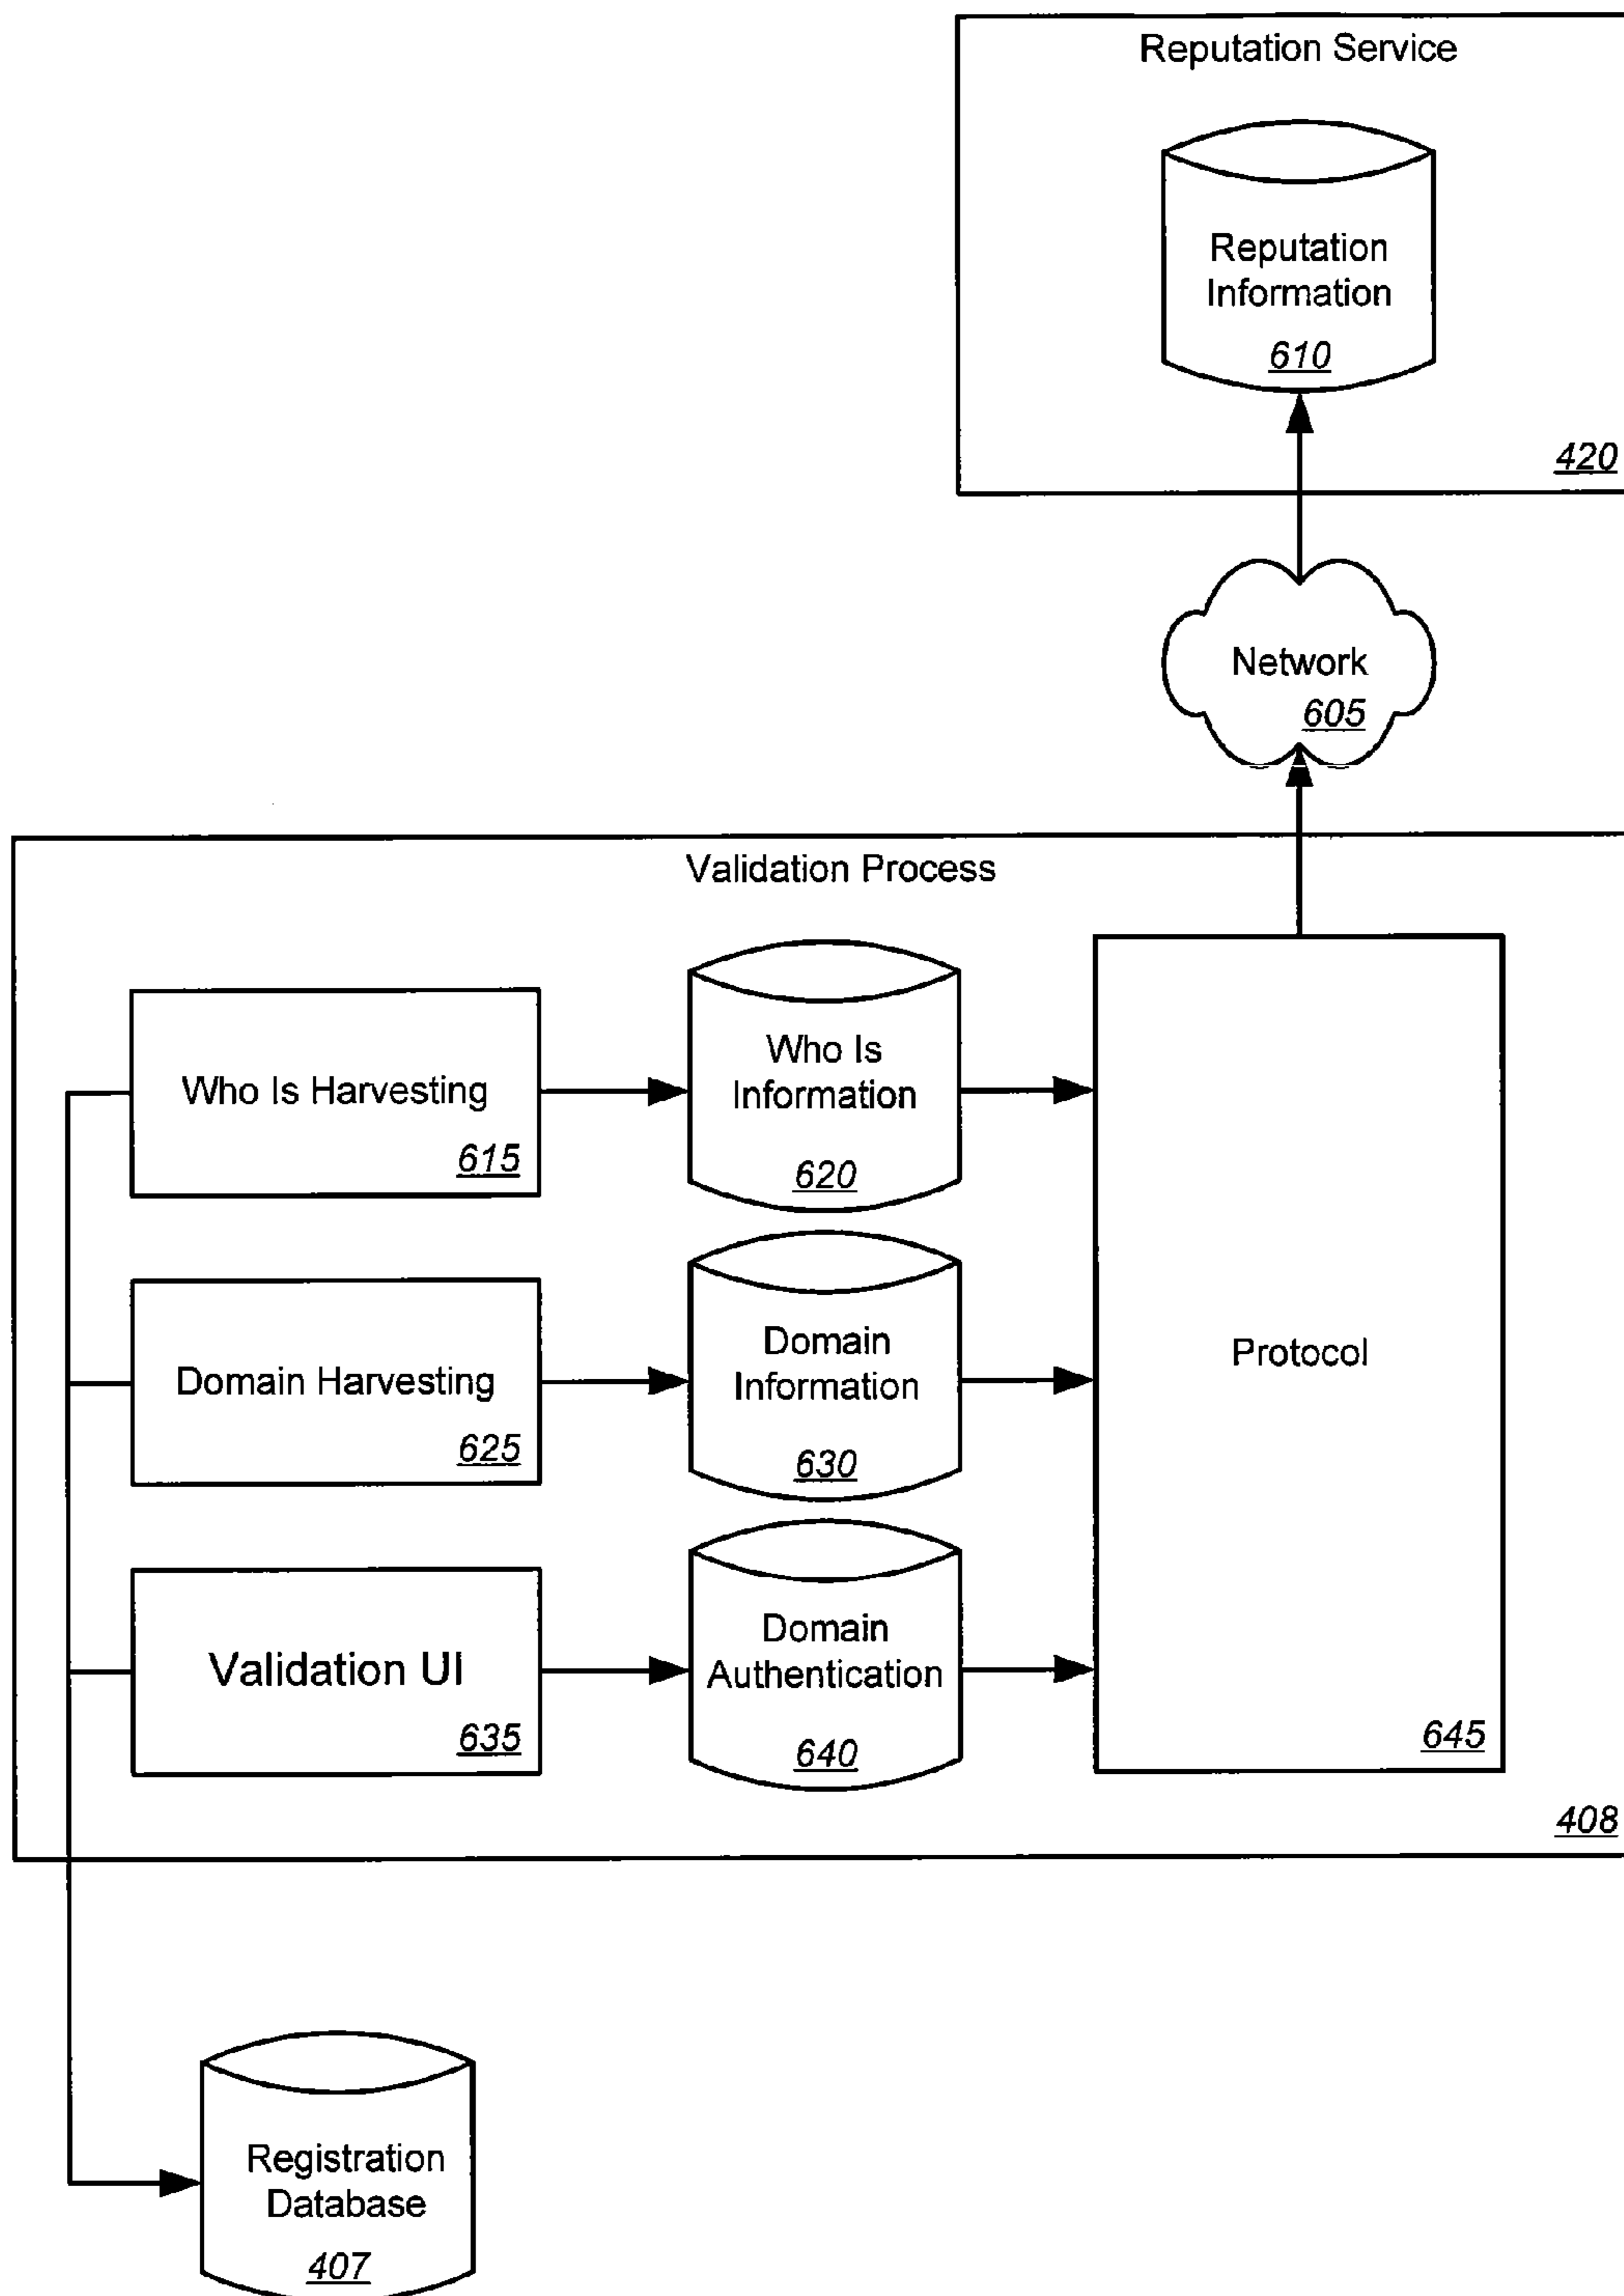 Reputation Service
Reputation
Information
610
420
Network
605
Validation Process
Who Is Harvesting
615
Who Is
Information
620
Domain Harvesting
625
Domain
Information
630
Validation UI
635
Domain
Authentication
640
Protocol
645
408
Registration
Database
407